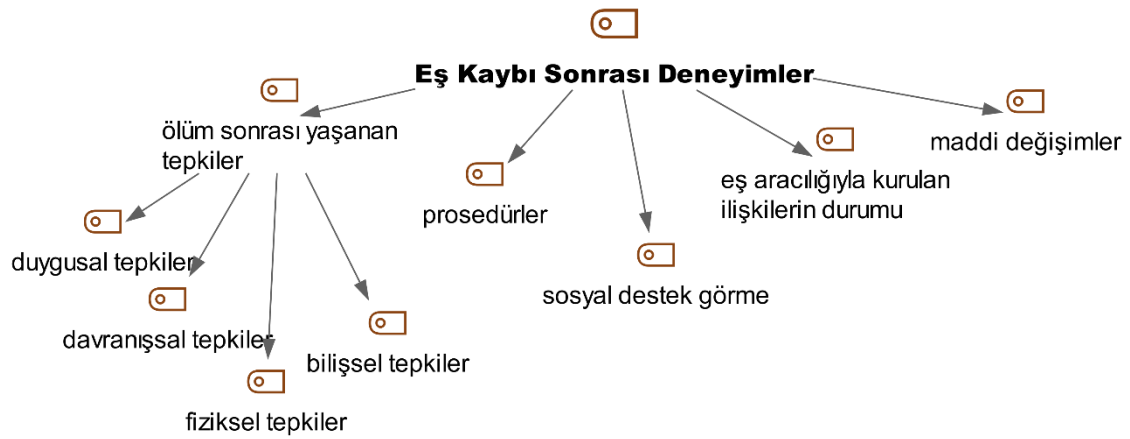 Eş Kaybı Sonrası Deneyimler
ölüm sonrası yaşanan
tepkiler
maddi değişimler
eş aracılığıyla kurulan
ilişkilerin durumu
prosedürler
duygusal tepkiler
sosyal destek görme
davranışsal tepkiler
bilişsel tepkiler
fiziksel tepkiler